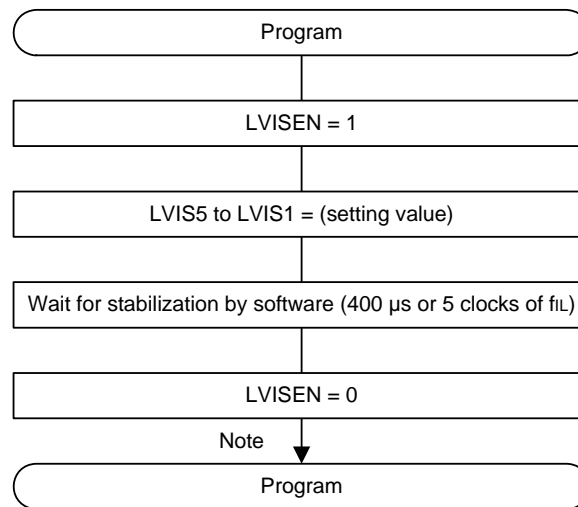 Program
LVISEN = 1
LVIS5 to LVIS1 = (setting value)
Wait for stabilization by software (400 µs or 5 clocks of fIL)
LVISEN = 0
Note
Program